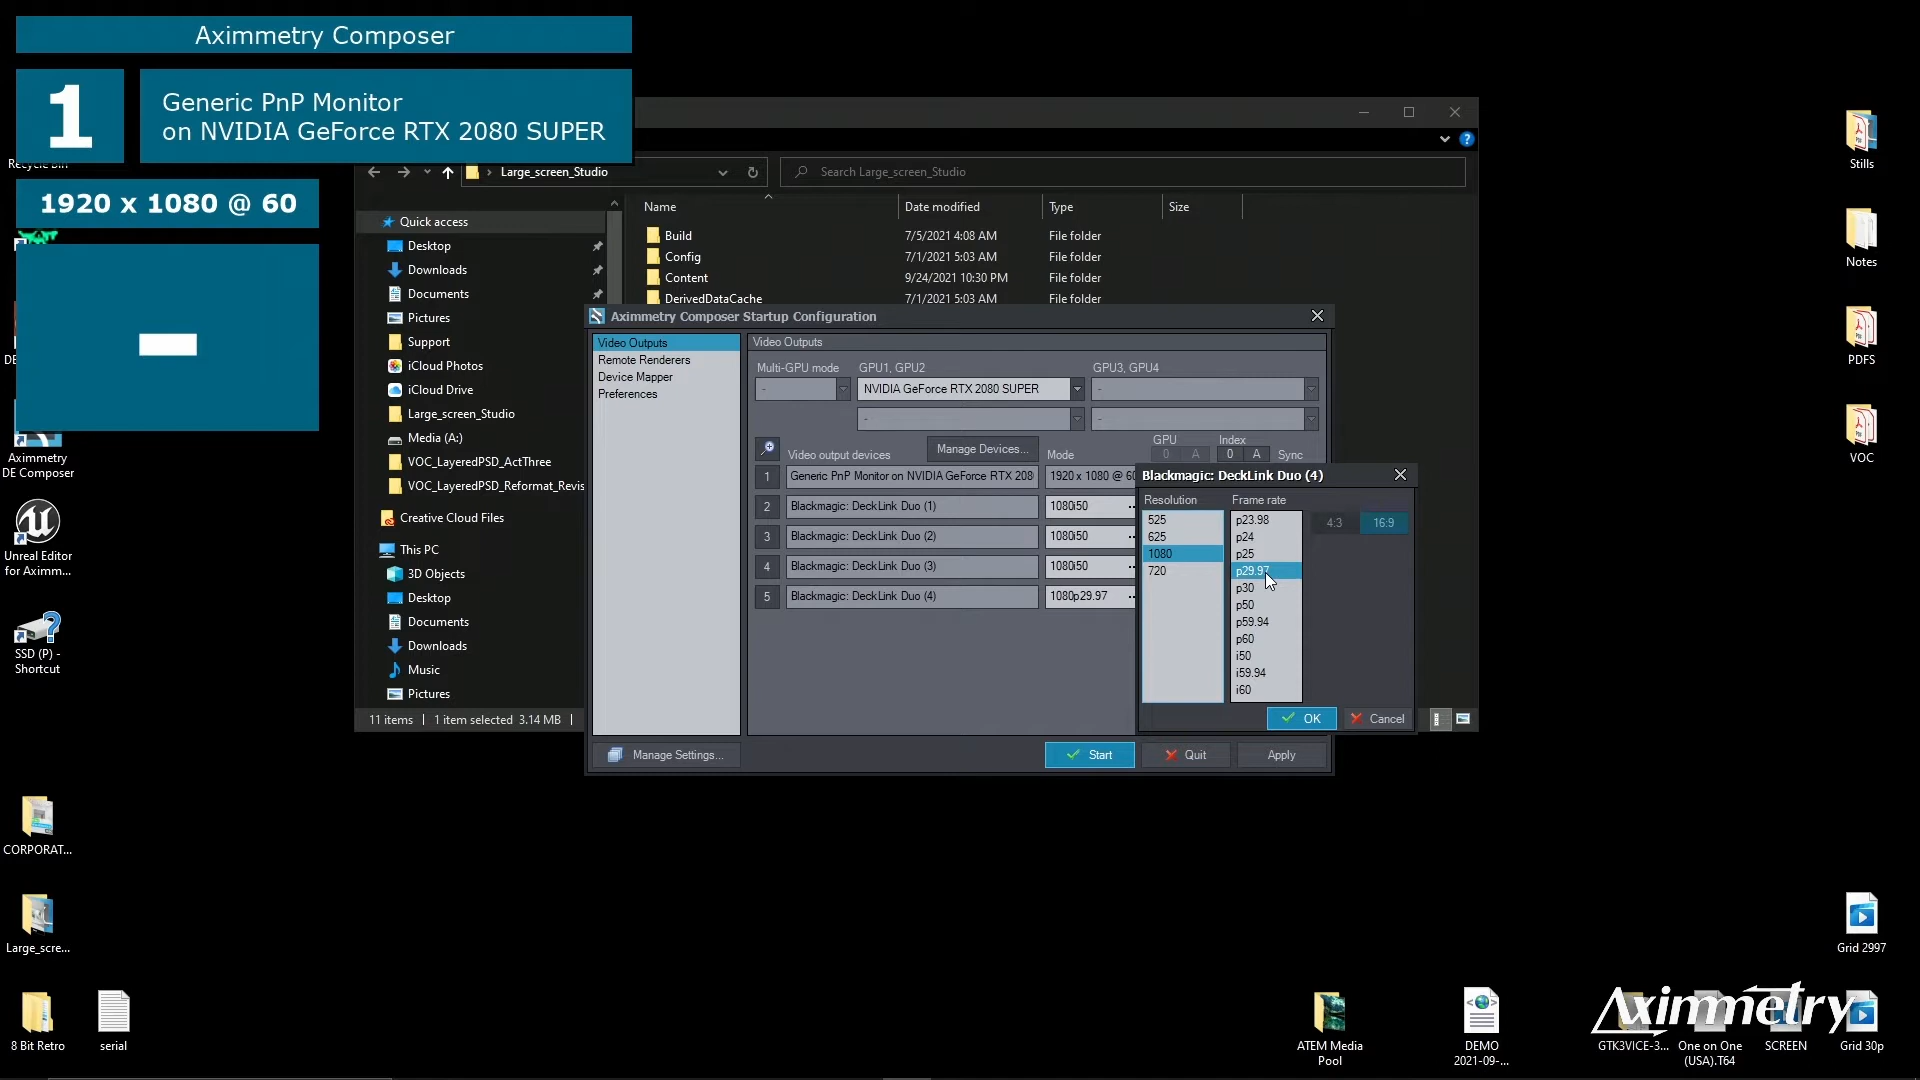 Aximmetry Composer
1
Generic PnP Monitor
on NVIDIA GeForce RTX 2080 SUPER
1920 x 1080 @ 60
Large_screen_Studio
Search Large_screen_Studio
Name
Date modified
Type
Size
Quick access
Desktop
Downloads
Documents
Pictures
Support
iCloud Photos
iCloud Drive
Large_screen_Studio
Media (A:)
VOC_LayeredPSD_ActThree
VOC_LayeredPSD_Reformat_Revis
Creative Cloud Files
This PC
3D Objects
Desktop
Documents
Downloads
Music
Pictures
Build 7/5/2021 4:08 AM File folder
Config 7/1/2021 5:03 AM File folder
Content 9/24/2021 10:30 PM File folder
DerivedDataCache 7/1/2021 5:03 AM File folder
11 items 1 item selected 3.14 MB
Aximmetry Composer Startup Configuration
Video Outputs
Remote Renderers
Device Mapper
Preferences
Video Outputs
Multi-GPU mode GPU1, GPU2 GPU3, GPU4
- NVIDIA GeForce RTX 2080 SUPER -
- -
GPU Index
Video output devices Manage Devices... Mode 0 A 0 A Sync
1 Generic PnP Monitor on NVIDIA GeForce RTX 208 1920 x 1080 @ 60
2 Blackmagic: DeckLink Duo (1) 1080i50 ...
3 Blackmagic: DeckLink Duo (2) 1080i50 ...
4 Blackmagic: DeckLink Duo (3) 1080i50 ...
5 Blackmagic: DeckLink Duo (4) 1080p29.97 ...
Manage Settings...
Start
Quit
Apply
Blackmagic: DeckLink Duo (4)
Resolution
525
625
1080
720
Frame rate
p23.98
p24
p25
p29.97
p30
p50
p59.94
p60
i50
i59.94
i60
4:3
16:9
OK
Cancel
Aximmetry
DE Composer
Unreal Editor
for Aximm...
SSD (P) -
Shortcut
CORPORAT...
Large_scre...
8 Bit Retro
serial
Stills
Notes
PDFS
VOC
Grid 2997
ATEM Media
Pool
DEMO
2021-09-...
Aximmetry
GTK3VICE-3...
One on One
(USA).T64
SCREEN
Grid 30p